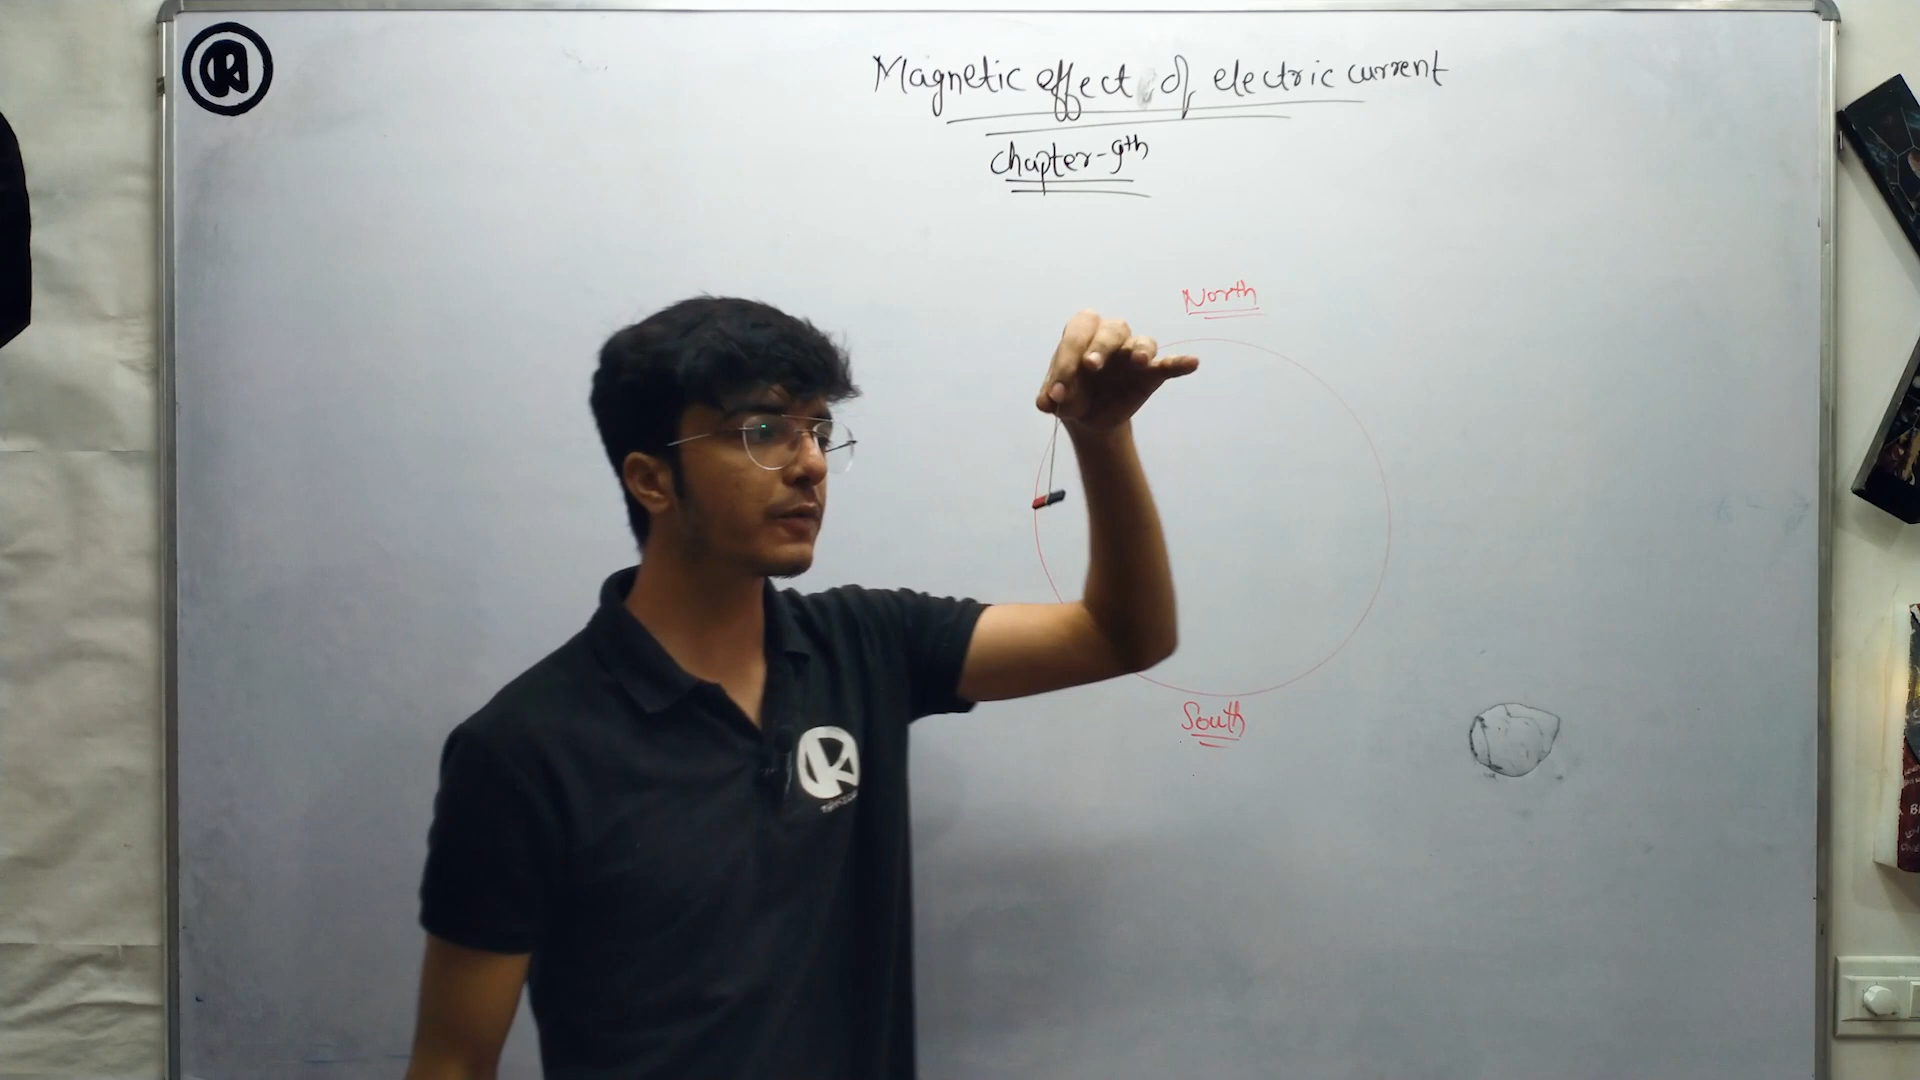 Magnetic effect of electric current
Chapter-9th
North
South